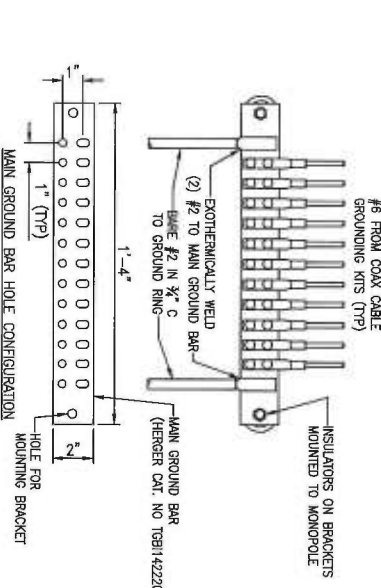 #6 FROM COAX CABLE
GROUNDING KITS (TYP)
INSULATORS ON BRACKETS
MOUNTED TO MONOPOLE
EXOTHERMICALLY WELD
(2) #2 TO MAIN GROUND BAR
BARE #2 IN ¾" C
TO GROUND RING
MAIN GROUND BAR
(HERGER CAT. NO TGBI14222
1'-4"
1"
1" (TYP)
2"
HOLE FOR
MOUNTING BRACKET
MAIN GROUND BAR HOLE CONFIGURATION